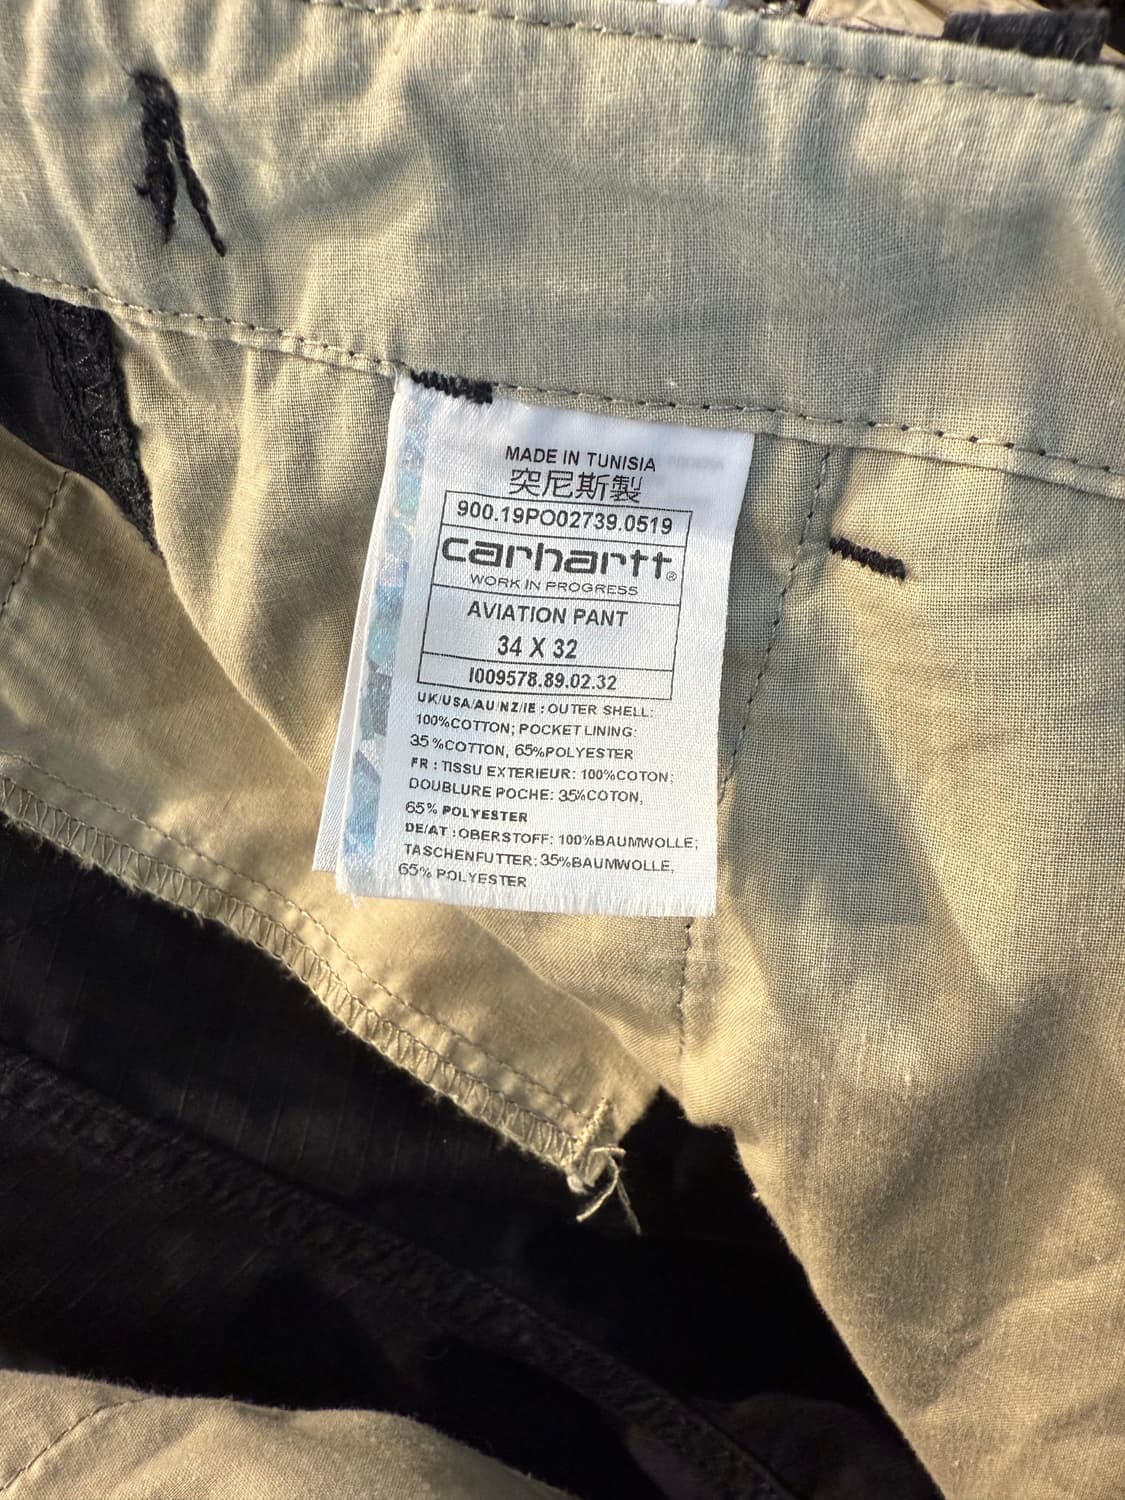 MADE IN TUNISIA
突尼斯製
900.19PO02739.0519
carhartt®
WORK IN PROGRESS
AVIATION PANT
34 X 32
I009578.89.02.32
UK/USA/AU/NZ/IE : OUTER SHELL:
100%COTTON; POCKET LINING:
35%COTTON, 65%POLYESTER
FR : TISSU EXTERIEUR: 100%COTON;
DOUBLURE POCHE: 35%COTON,
65% POLYESTER
DE/AT : OBERSTOFF: 100%BAUMWOLLE;
TASCHENFUTTER: 35%BAUMWOLLE,
65% POLYESTER